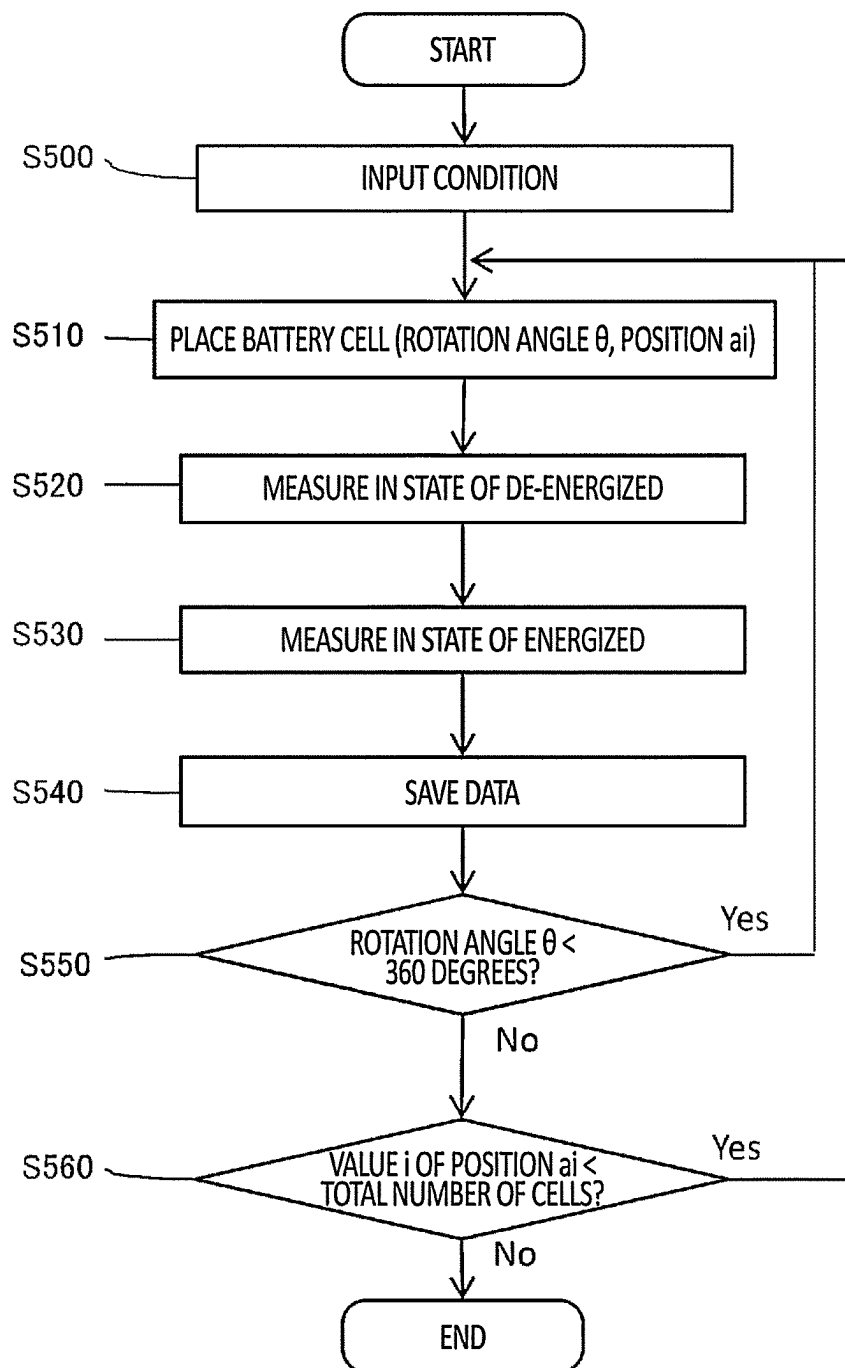 START
S500
INPUT CONDITION
S510
PLACE BATTERY CELL (ROTATION ANGLE θ, POSITION ai)
S520
MEASURE IN STATE OF DE-ENERGIZED
S530
MEASURE IN STATE OF ENERGIZED
S540
SAVE DATA
S550
ROTATION ANGLE θ <
360 DEGREES?
Yes
No
S560
VALUE i OF POSITION ai <
TOTAL NUMBER OF CELLS?
Yes
No
END